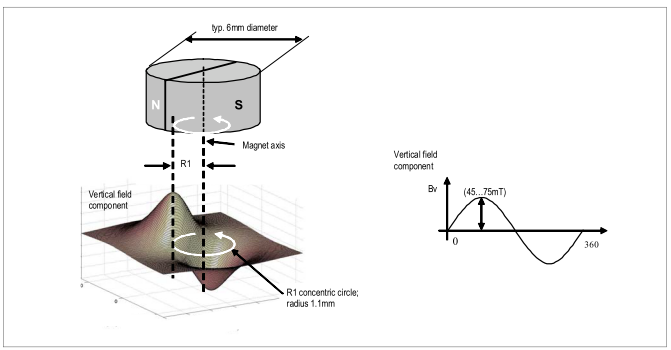 typ. 6mm diameter
N
S
Magnet axis
R1
Vertical field
component
R1 concentric circle;
radius 1.1mm
Vertical field
component
Bv
(45…75mT)
0
360